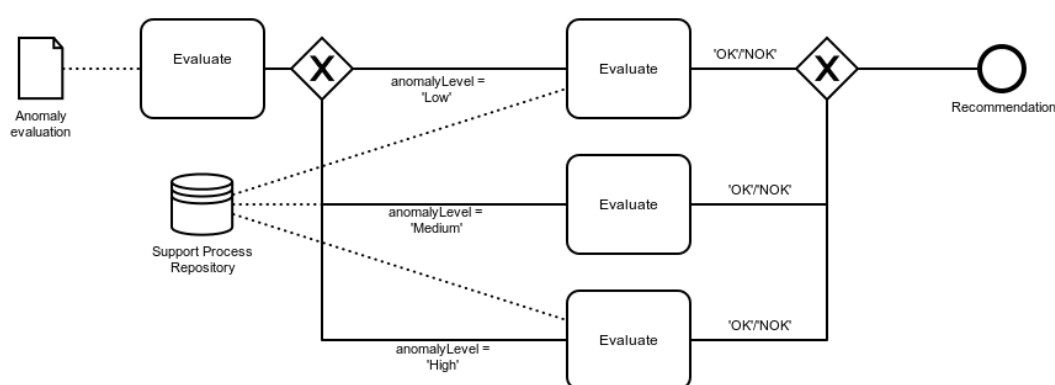 Evaluate
Anomaly
evaluation
anomalyLevel =
'Low'
Evaluate
'OK'/'NOK'
Recommendation
Support Process
Repository
anomalyLevel =
'Medium'
Evaluate
'OK'/'NOK'
anomalyLevel =
'High'
Evaluate
'OK'/'NOK'